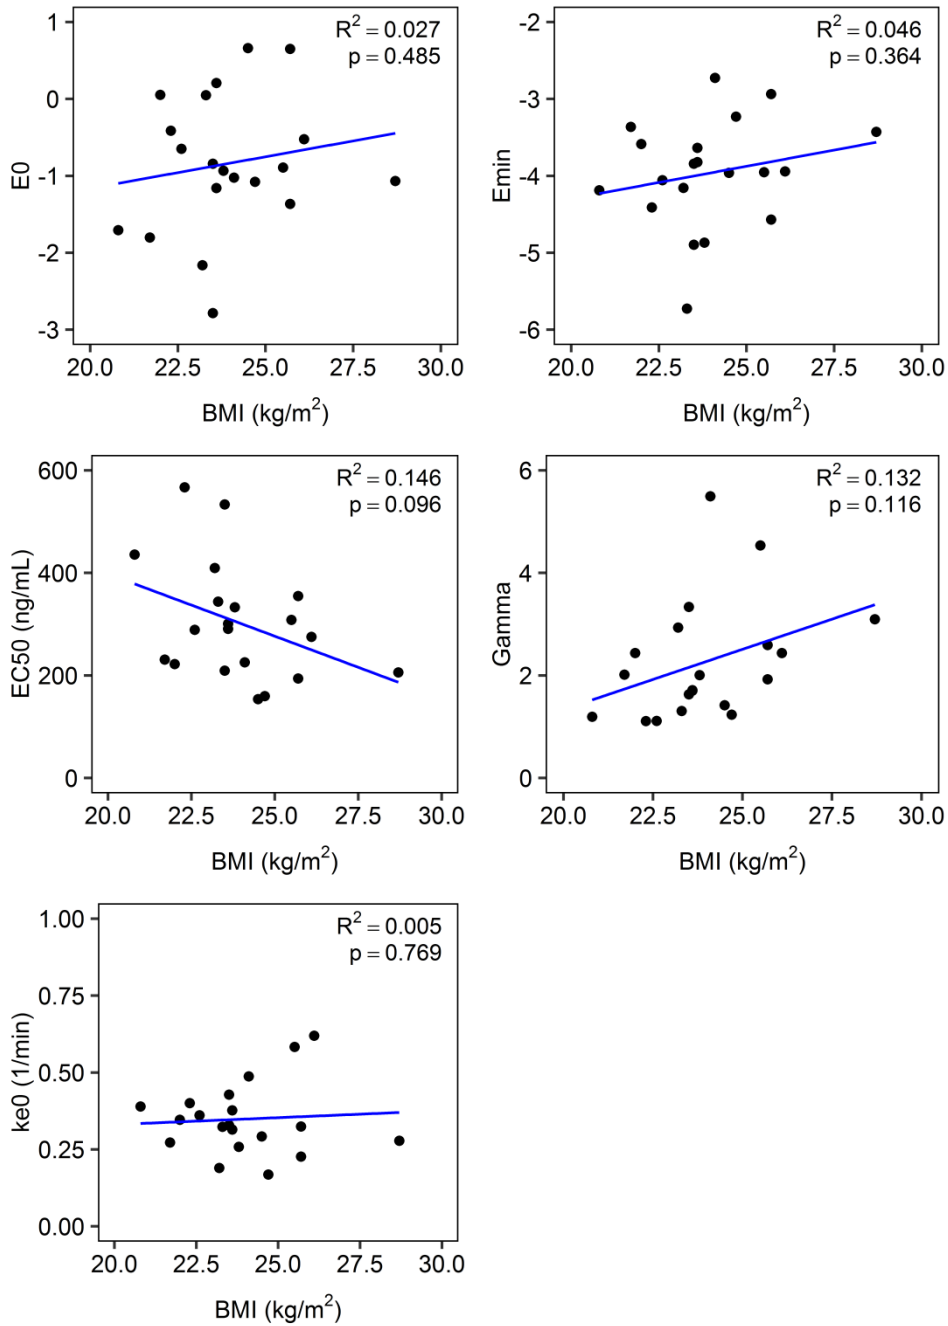 R² = 0.027
p = 0.485
1
0
-1
-2
-3
E0
20.0 22.5 25.0 27.5 30.0
BMI (kg/m²)
R² = 0.046
p = 0.364
-2
-3
-4
-5
-6
Emin
20.0 22.5 25.0 27.5 30.0
BMI (kg/m²)
R² = 0.146
p = 0.096
600
400
200
0
EC50 (ng/mL)
20.0 22.5 25.0 27.5 30.0
BMI (kg/m²)
R² = 0.132
p = 0.116
6
4
2
0
Gamma
20.0 22.5 25.0 27.5 30.0
BMI (kg/m²)
R² = 0.005
p = 0.769
1.00
0.75
0.50
0.25
0.00
ke0 (1/min)
20.0 22.5 25.0 27.5 30.0
BMI (kg/m²)